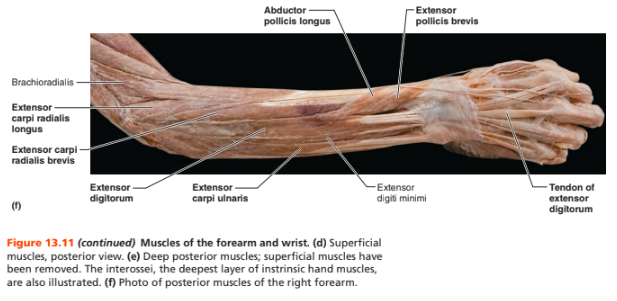 Abductor
pollicis longus
Extensor
pollicis brevis
Brachioradialis
Extensor
carpi radialis
longus
Extensor carpi
radialis brevis
Extensor
digitorum
Extensor
carpi ulnaris
Extensor
digiti minimi
Tendon of
extensor
digitorum
(f)
Figure 13.11 (continued) Muscles of the forearm and wrist. (d) Superficial
muscles, posterior view. (e) Deep posterior muscles; superficial muscles have
been removed. The interossei, the deepest layer of instrinsic hand muscles,
are also illustrated. (f) Photo of posterior muscles of the right forearm.